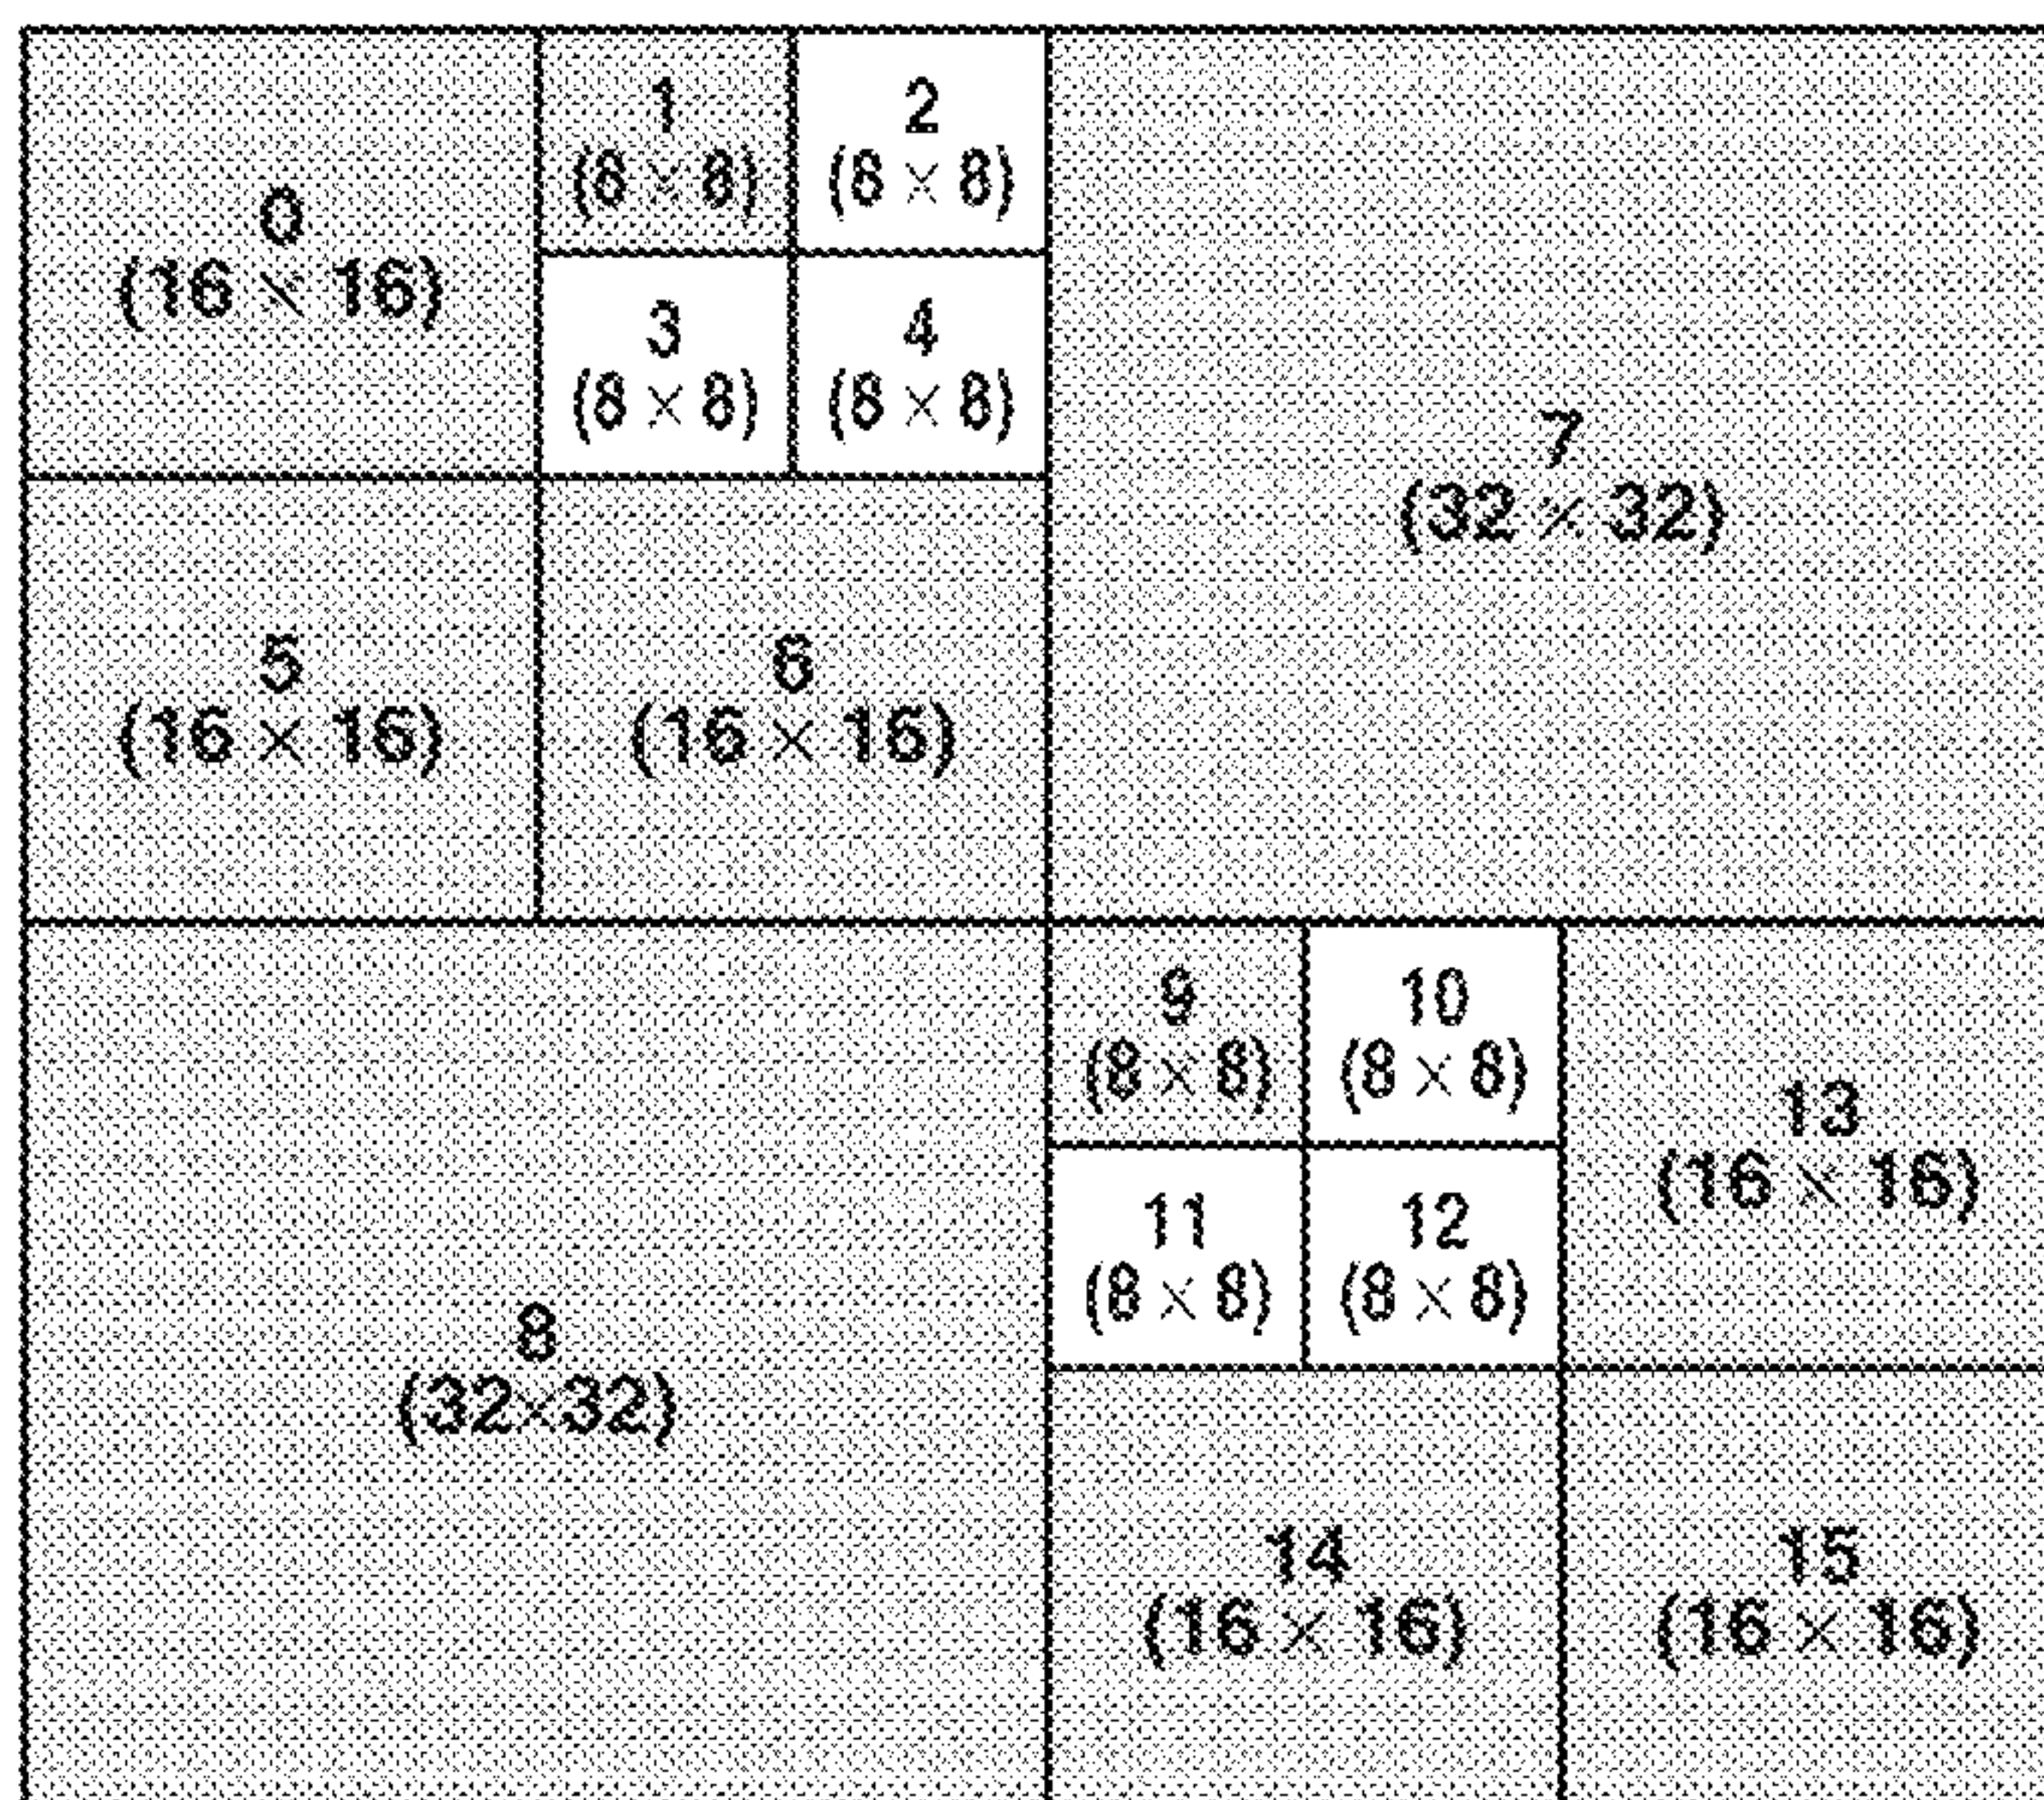 0
(16 × 16)
1
(8 × 8)
2
(8 × 8)
3
(8 × 8)
4
(8 × 8)
5
(16 × 16)
6
(16 × 16)
7
(32 × 32)
8
(32×32)
9
(8 × 8)
10
(8 × 8)
11
(8 × 8)
12
(8 × 8)
13
(16 × 16)
14
(16 × 16)
15
(16 × 16)